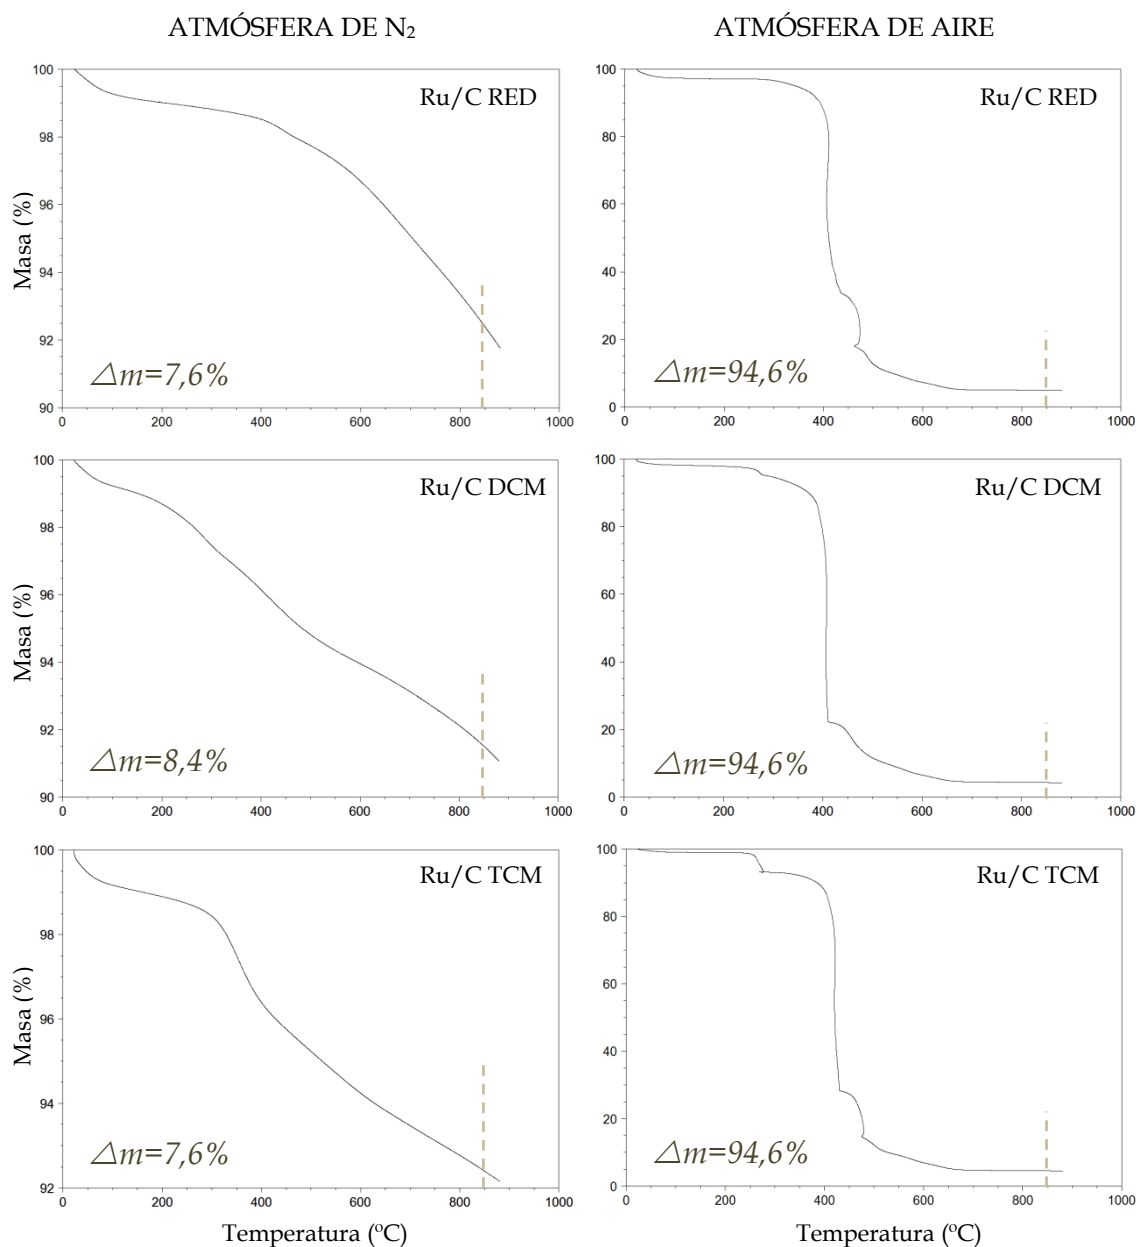 ATMÓSFERA DE N₂
ATMÓSFERA DE AIRE
Masa (%)
100
98
96
94
92
90
Ru/C RED
△m=7,6%
0 200 400 600 800 1000
100
80
60
40
20
0
Ru/C RED
△m=94,6%
0 200 400 600 800 1000
Masa (%)
100
98
96
94
92
90
Ru/C DCM
△m=8,4%
0 200 400 600 800 1000
100
80
60
40
20
0
Ru/C DCM
△m=94,6%
0 200 400 600 800 1000
Masa (%)
100
98
96
94
92
Ru/C TCM
△m=7,6%
0 200 400 600 800 1000
Temperatura (ºC)
100
80
60
40
20
0
Ru/C TCM
△m=94,6%
0 200 400 600 800 1000
Temperatura (ºC)